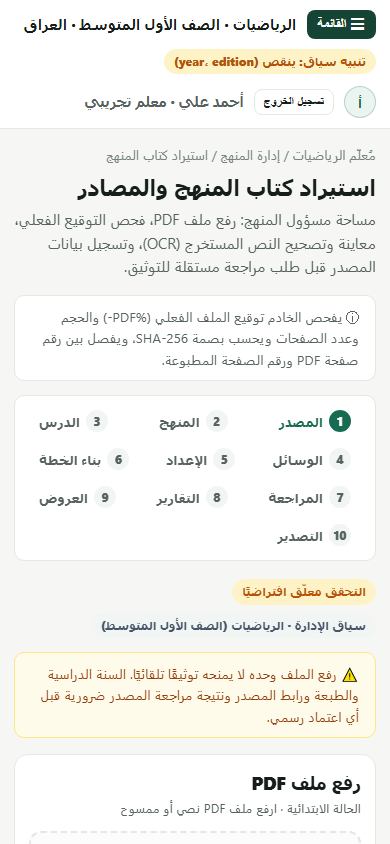 القائمة
الرياضيات · الصف الأول المتوسط · العراق
تنبيه سياق: ينقص (year، edition)
أ
تسجيل الخروج
أحمد علي · معلم تجريبي
مُعلّم الرياضيات / إدارة المنهج / استيراد كتاب المنهج
استيراد كتاب المنهج والمصادر
مساحة مسؤول المنهج: رفع ملف PDF، فحص التوقيع الفعلي،
معاينة وتصحيح النص المستخرج (OCR)، وتسجيل بيانات
المصدر قبل طلب مراجعة مستقلة للتوثيق.
ⓘ يفحص الخادم توقيع الملف الفعلي (%PDF-) والحجم
وعدد الصفحات ويحسب بصمة SHA-256، ويفصل بين رقم
صفحة PDF ورقم الصفحة المطبوعة.
1 المصدر
2 المنهج
3 الدرس
4 الوسائل
5 الإعداد
6 بناء الخطة
7 المراجعة
8 التقارير
9 العروض
10 التصدير
التحقق معلّق افتراضيًا
سياق الإدارة · الرياضيات (الصف الأول المتوسط)
⚠ رفع الملف وحده لا يمنحه توثيقًا تلقائيًا. السنة الدراسية
والطبعة ورابط المصدر ونتيجة مراجعة المصدر ضرورية قبل
أي اعتماد رسمي.
رفع ملف PDF
الحالة الابتدائية · ارفع ملف PDF نصي أو ممسوح